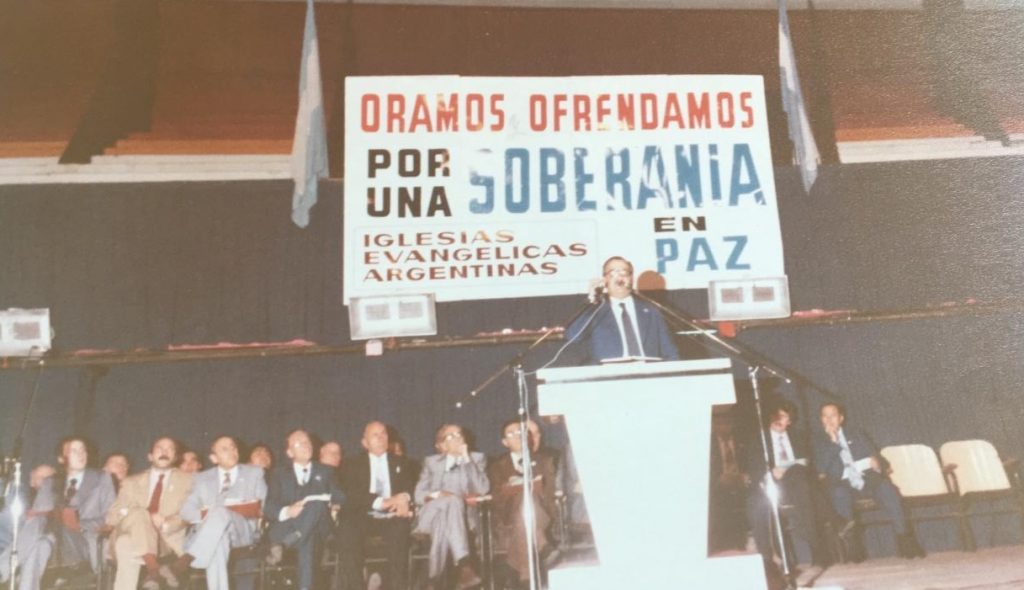 ORAMOS OFRENDAMOS
POR UNA SOBERANIA
EN PAZ
IGLESIAS
EVANGELICAS
ARGENTINAS